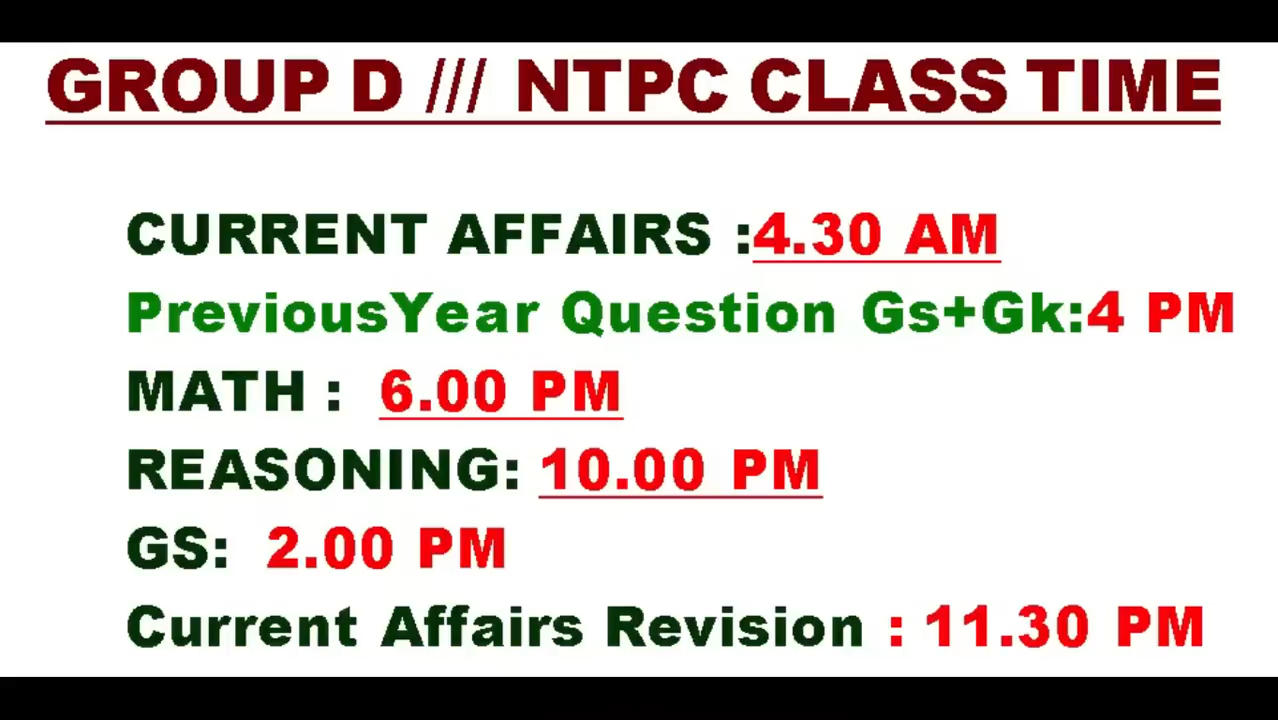 GROUP D /// NTPC CLASS TIME
CURRENT AFFAIRS :4.30 AM
PreviousYear Question Gs+Gk:4 PM
MATH : 6.00 PM
REASONING: 10.00 PM
GS: 2.00 PM
Current Affairs Revision : 11.30 PM